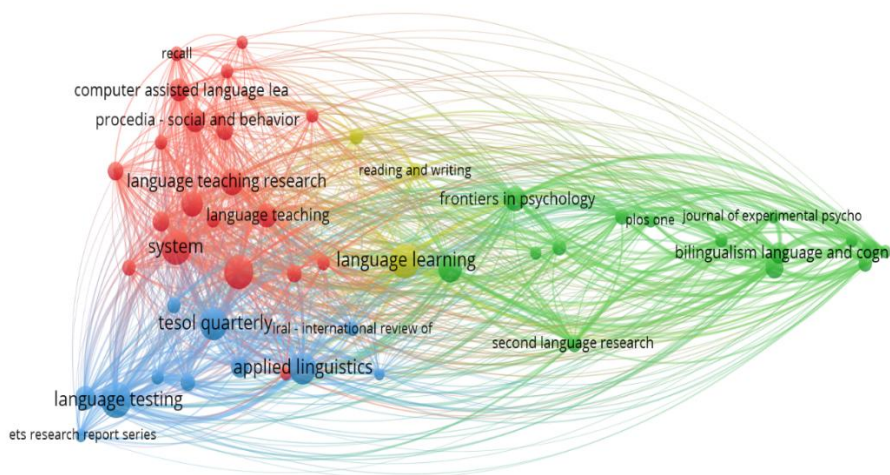 recall
computer assisted language lea
procedia - social and behavior
reading and writing
language teaching research
frontiers in psychology
language teaching
plos one
journal of experimental psycho
system
language learning
bilingualism language and cogni
tesol quarterly
iral - international review of
second language research
applied linguistics
language testing
ets research report series